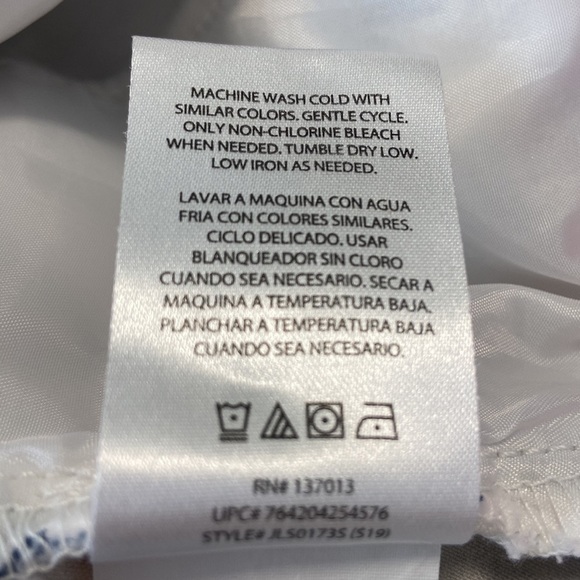 MACHINE WASH COLD WITH
SIMILAR COLORS. GENTLE CYCLE.
ONLY NON-CHLORINE BLEACH
WHEN NEEDED. TUMBLE DRY LOW.
LOW IRON AS NEEDED.
LAVAR A MAQUINA CON AGUA
FRIA CON COLORES SIMILARES.
CICLO DELICADO. USAR
BLANQUEADOR SIN CLORO
CUANDO SEA NECESARIO. SECAR A
MAQUINA A TEMPERATURA BAJA.
PLANCHAR A TEMPERATURA BAJA
CUANDO SEA NECESARIO.
RN# 137013
UPC# 764204254576
STYLE# JLS0173S (S19)